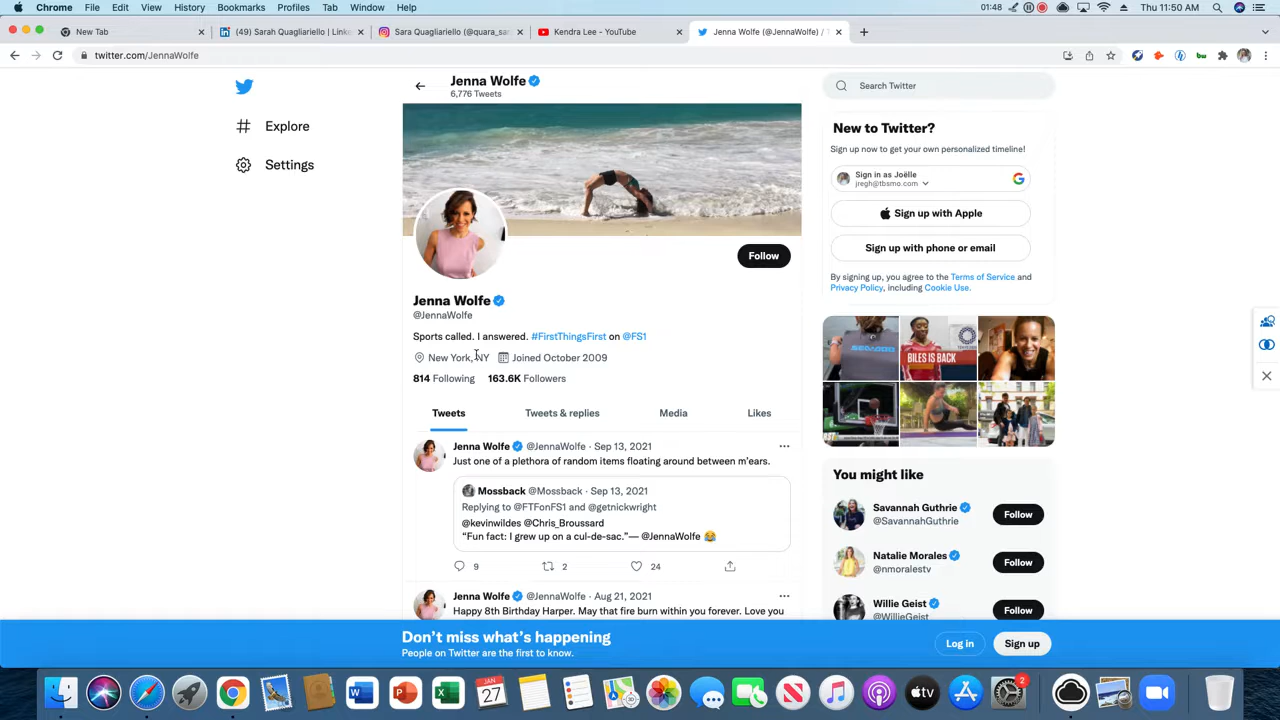 Chrome File Edit View History Bookmarks Profiles Tab Window Help 01:48 Thu 11:50 AM
New Tab × (49) Sarah Quagliariello | Linke × Sara Quagliariello (@quara_sa × Kendra Lee - YouTube × Jenna Wolfe (@JennaWolfe) / T × +
twitter.com/JennaWolfe
Jenna Wolfe
6,776 Tweets
Explore
Settings
Follow
Jenna Wolfe
@JennaWolfe
Sports called. I answered. #FirstThingsFirst on @FS1
New York, NY Joined October 2009
814 Following 163.6K Followers
Tweets Tweets & replies Media Likes
Jenna Wolfe @JennaWolfe · Sep 13, 2021 ...
Just one of a plethora of random items floating around between m'ears.
Mossback @Mossback · Sep 13, 2021
Replying to @FTFonFS1 and @getnickwright
@kevinwildes @Chris_Broussard
“Fun fact: I grew up on a cul-de-sac.”— @JennaWolfe 😂
9 2 24
Jenna Wolfe @JennaWolfe · Aug 21, 2021 ...
Happy 8th Birthday Harper. May that fire burn within you forever. Love you
Search Twitter
New to Twitter?
Sign up now to get your own personalized timeline!
Sign in as Joëlle
jregh@tbsmo.com
Sign up with Apple
Sign up with phone or email
By signing up, you agree to the Terms of Service and
Privacy Policy, including Cookie Use.
BILES IS BACK
You might like
Savannah Guthrie
@SavannahGuthrie
Follow
Natalie Morales
@nmoralestv
Follow
Willie Geist
@WillieGeist
Follow
Don't miss what's happening
People on Twitter are the first to know.
Log in Sign up
JAN
27
2